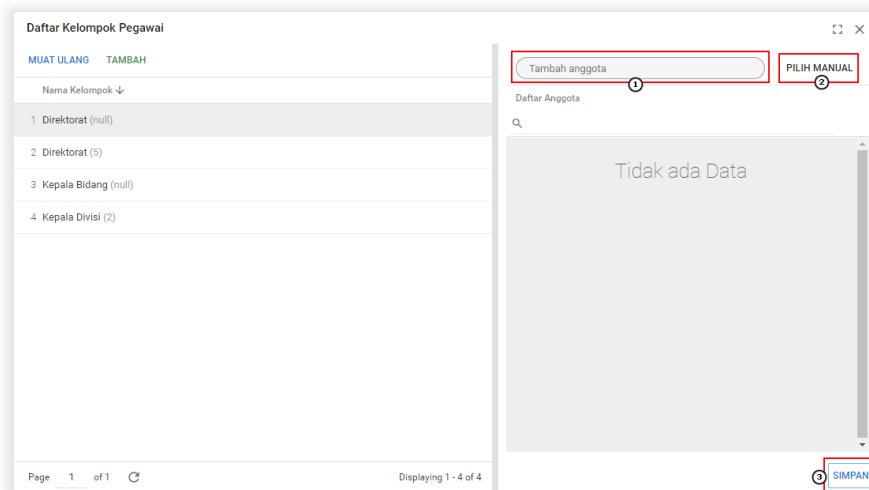 Daftar Kelompok Pegawai
MUAT ULANG TAMBAH
Nama Kelompok
1 Direktorat (null)
2 Direktorat (5)
3 Kepala Bidang (null)
4 Kepala Divisi (2)
Page 1 of 1
Displaying 1 - 4 of 4
Tambah anggota
PILIH MANUAL
1
2
Daftar Anggota
Tidak ada Data
3
SIMPAN